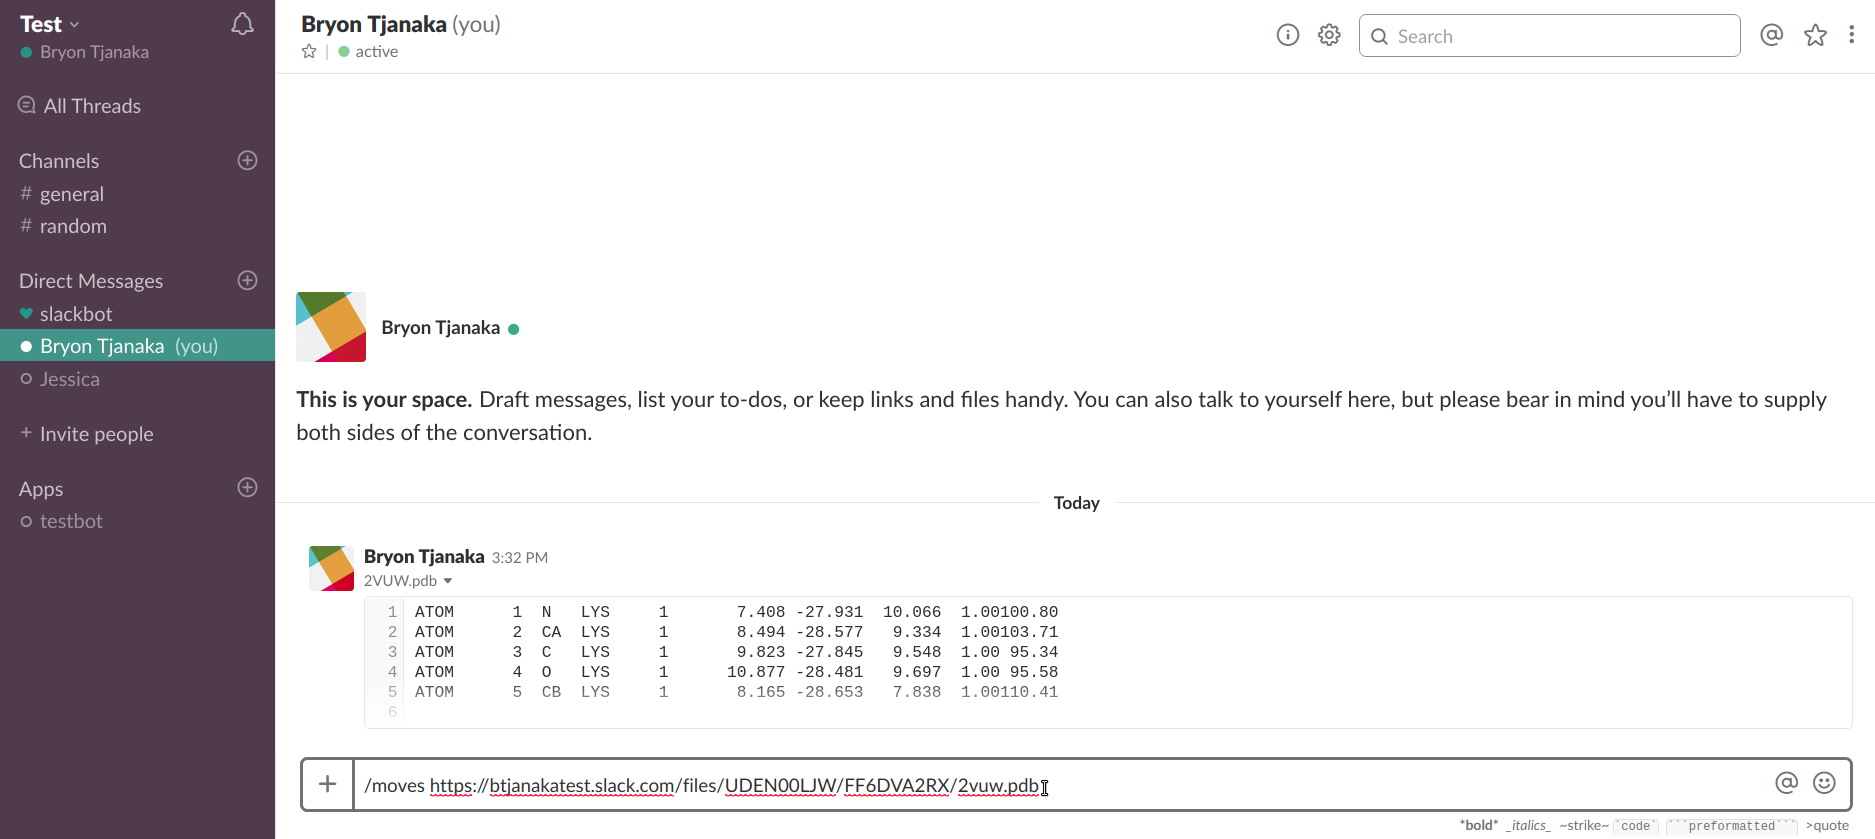 Test
Bryon Tjanaka
All Threads
Channels
# general
# random
Direct Messages
slackbot
Bryon Tjanaka (you)
Jessica
+ Invite people
Apps
testbot
Bryon Tjanaka (you)
| active
Search
Bryon Tjanaka
This is your space. Draft messages, list your to-dos, or keep links and files handy. You can also talk to yourself here, but please bear in mind you'll have to supply
both sides of the conversation.
Today
Bryon Tjanaka 3:32 PM
2VUW.pdb
1 ATOM 1 N LYS 1 7.408 -27.931 10.066 1.00100.80
2 ATOM 2 CA LYS 1 8.494 -28.577 9.334 1.00103.71
3 ATOM 3 C LYS 1 9.823 -27.845 9.548 1.00 95.34
4 ATOM 4 O LYS 1 10.877 -28.481 9.697 1.00 95.58
5 ATOM 5 CB LYS 1 8.165 -28.653 7.838 1.00110.41
6
/moves https://btjanakatest.slack.com/files/UDEN00LJW/FF6DVA2RX/2vuw.pdb
*bold* _italics_ ~strike~ `code` ```preformatted``` >quote